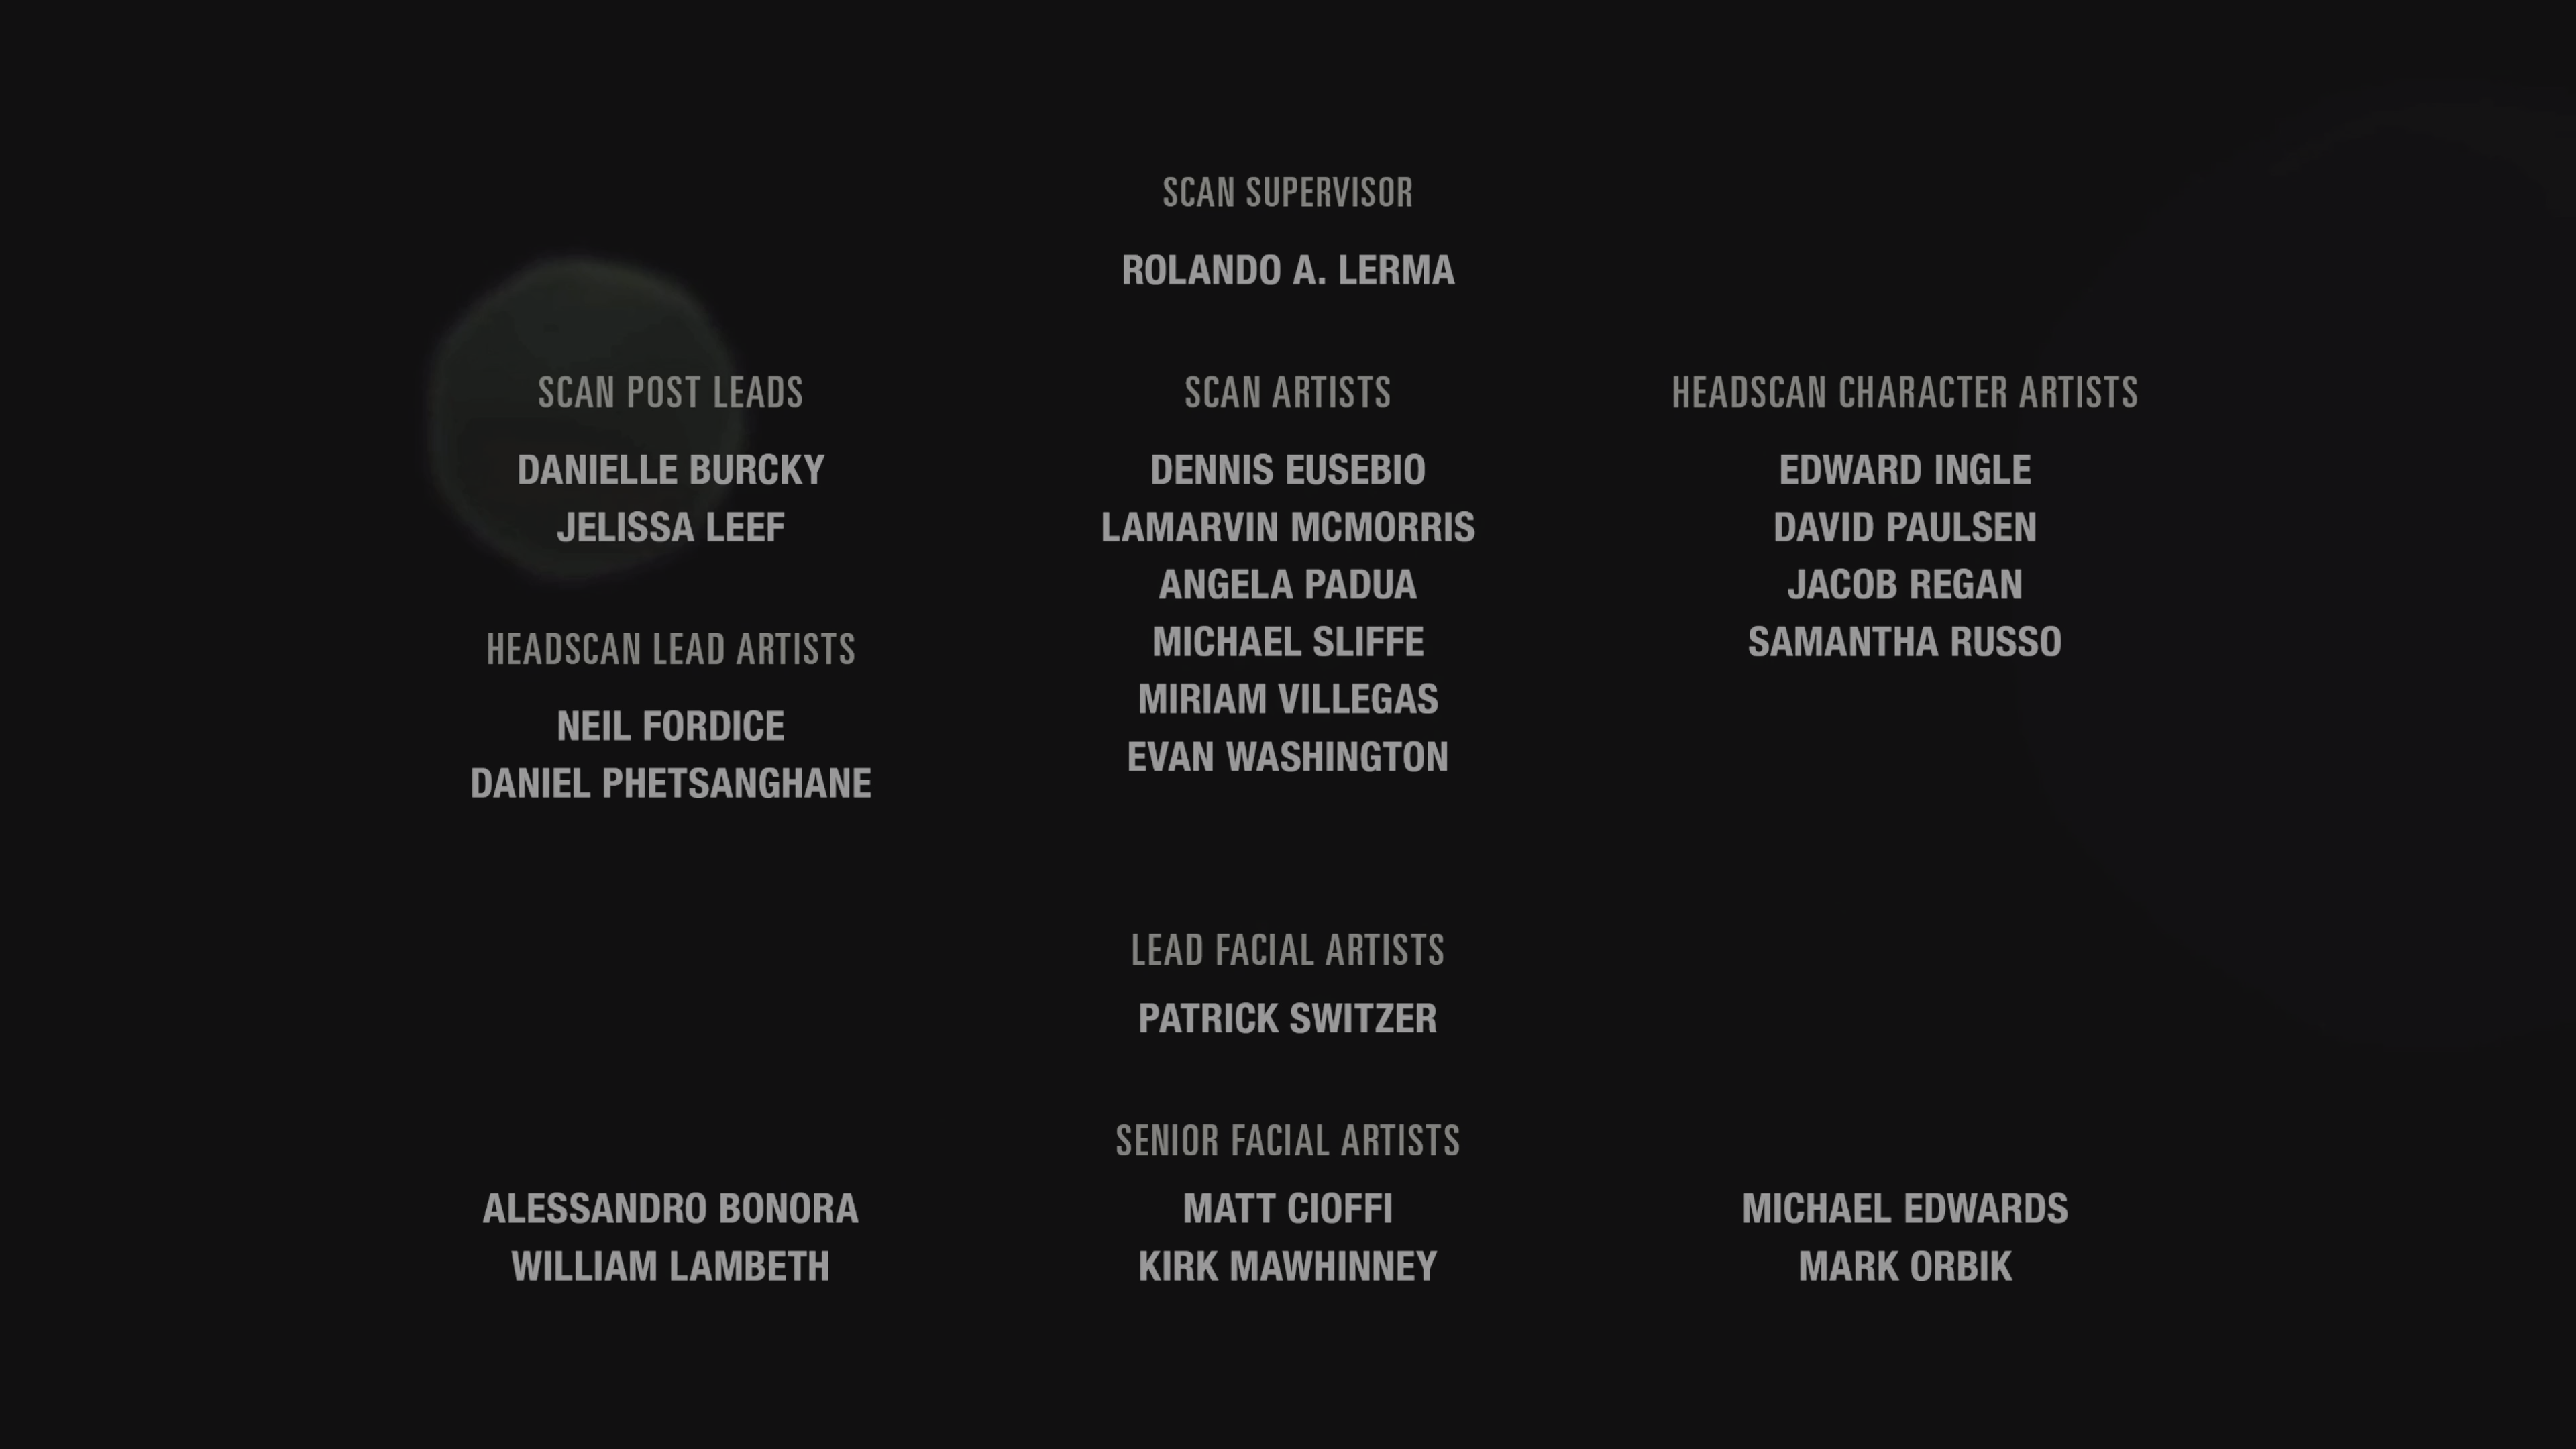 SCAN SUPERVISOR
ROLANDO A. LERMA
SCAN POST LEADS
DANIELLE BURCKY
JELISSA LEEF
HEADSCAN LEAD ARTISTS
NEIL FORDICE
DANIEL PHETSANGHANE
SCAN ARTISTS
DENNIS EUSEBIO
LAMARVIN MCMORRIS
ANGELA PADUA
MICHAEL SLIFFE
MIRIAM VILLEGAS
EVAN WASHINGTON
HEADSCAN CHARACTER ARTISTS
EDWARD INGLE
DAVID PAULSEN
JACOB REGAN
SAMANTHA RUSSO
LEAD FACIAL ARTISTS
PATRICK SWITZER
SENIOR FACIAL ARTISTS
ALESSANDRO BONORA
WILLIAM LAMBETH
MATT CIOFFI
KIRK MAWHINNEY
MICHAEL EDWARDS
MARK ORBIK